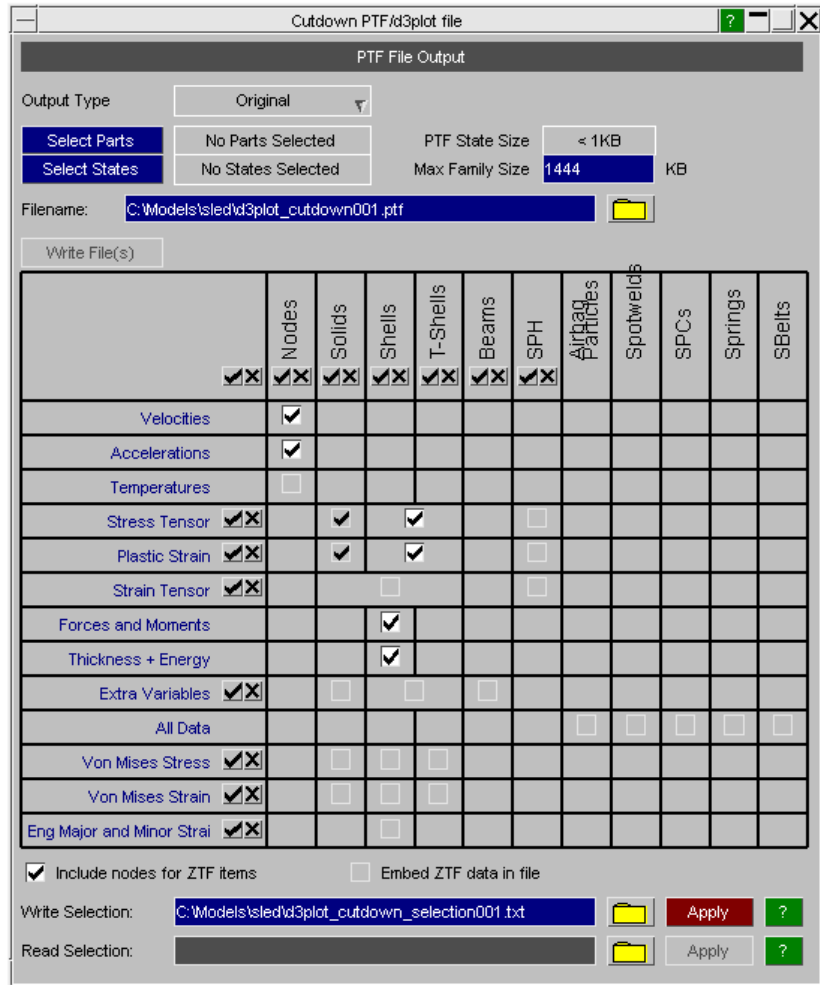 Cutdown PTF/d3plot file ?
PTF File Output
Output Type Original
Select Parts No Parts Selected PTF State Size < 1KB
Select States No States Selected Max Family Size 1444 KB
Filename: C:\Models\sled\d3plot_cutdown001.ptf
Write File(s)
Nodes
Solids
Shells
T-Shells
Beams
SPH
Airbag
Particles
Spotwelds
SPCs
Springs
SBelts
Velocities
Accelerations
Temperatures
Stress Tensor
Plastic Strain
Strain Tensor
Forces and Moments
Thickness + Energy
Extra Variables
All Data
Von Mises Stress
Von Mises Strain
Eng Major and Minor Strai
Include nodes for ZTF items Embed ZTF data in file
Write Selection: C:\Models\sled\d3plot_cutdown_selection001.txt Apply ?
Read Selection: Apply ?